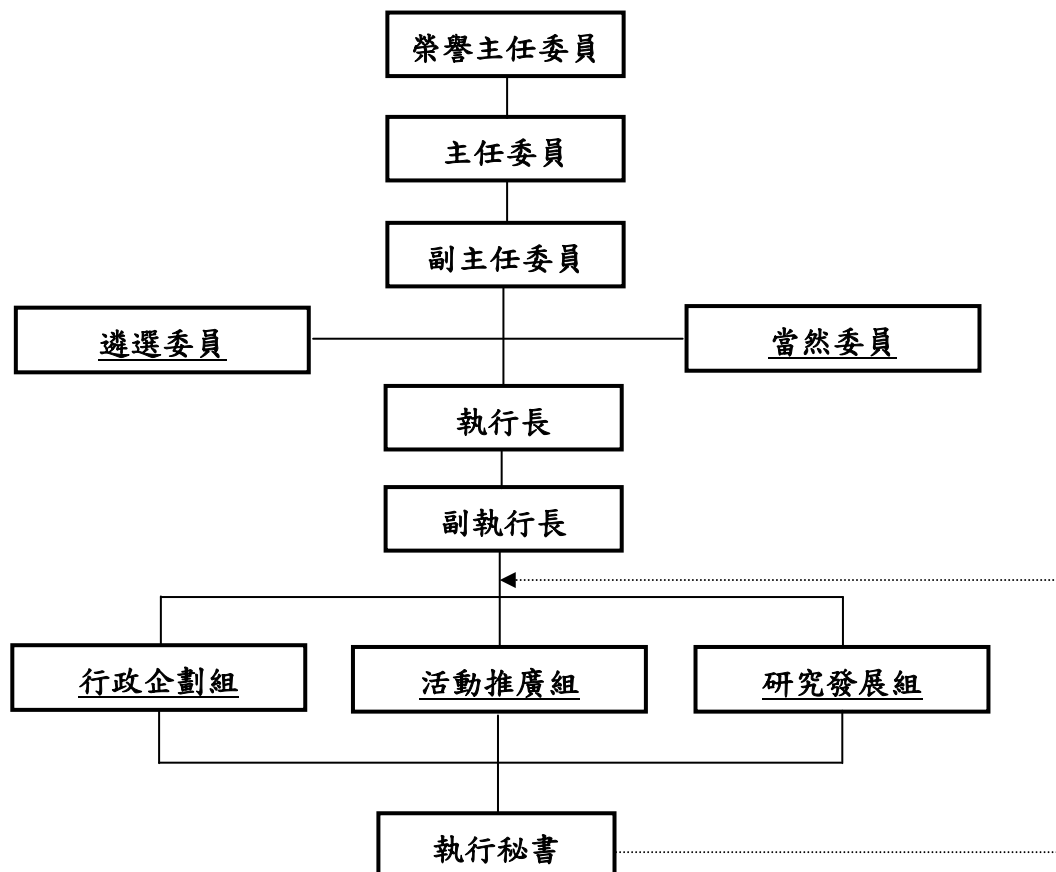 榮譽主任委員
主任委員
副主任委員
遴選委員
當然委員
執行長
副執行長
行政企劃組
活動推廣組
研究發展組
執行秘書